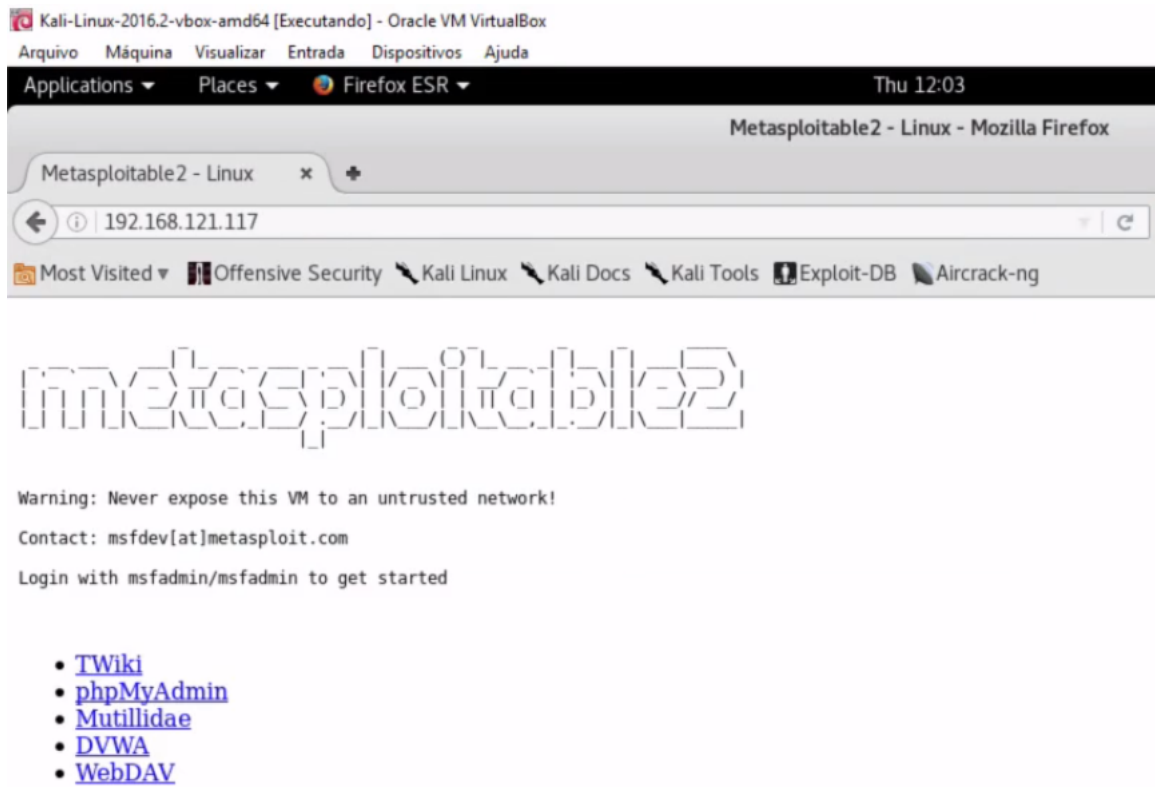 Kali-Linux-2016.2-vbox-amd64 [Executando] - Oracle VM VirtualBox
Arquivo Máquina Visualizar Entrada Dispositivos Ajuda
Applications Places Firefox ESR Thu 12:03
Metasploitable2 - Linux - Mozilla Firefox
Metasploitable2 - Linux
192.168.121.117
Most Visited Offensive Security Kali Linux Kali Docs Kali Tools Exploit-DB Aircrack-ng
metasploitable2
Warning: Never expose this VM to an untrusted network!
Contact: msfdev[at]metasploit.com
Login with msfadmin/msfadmin to get started
TWiki
phpMyAdmin
Mutillidae
DVWA
WebDAV